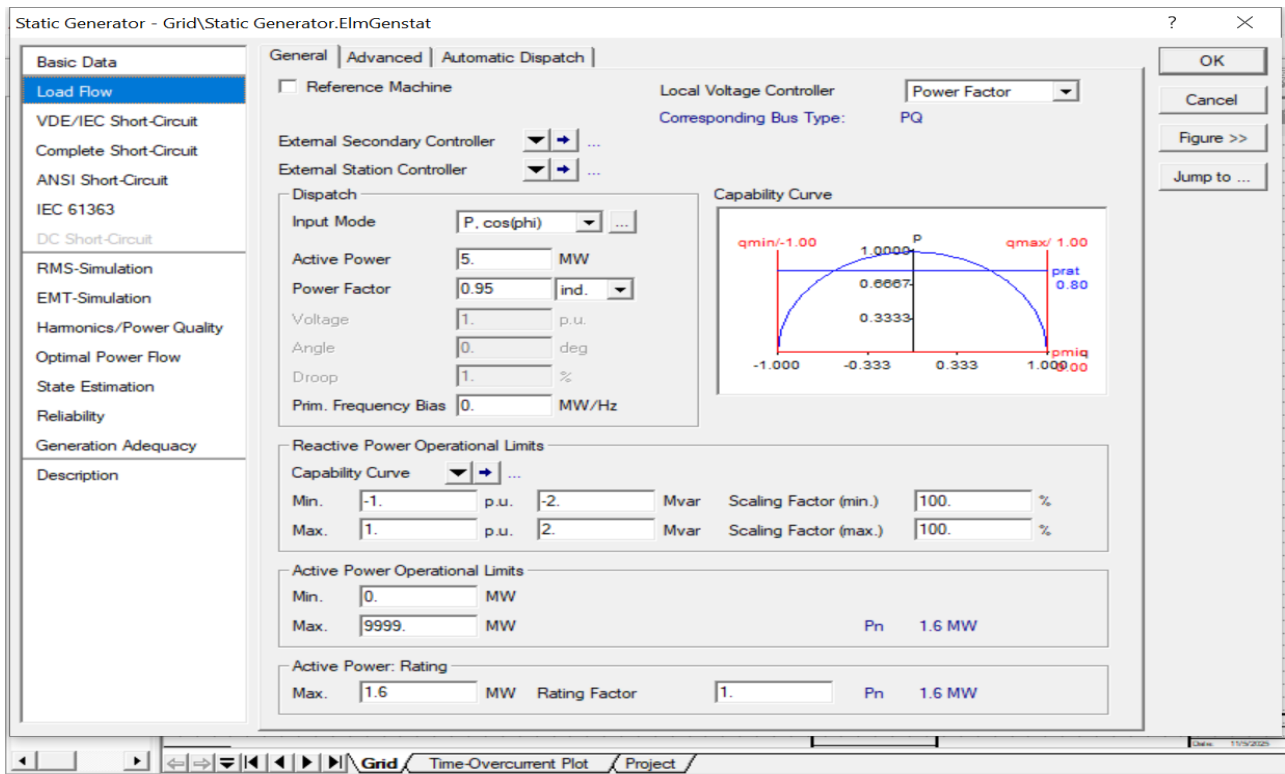 Static Generator - Grid\Static Generator.ElmGenstat ?
Basic Data
Load Flow
VDE/IEC Short-Circuit
Complete Short-Circuit
ANSI Short-Circuit
IEC 61363
DC Short-Circuit
RMS-Simulation
EMT-Simulation
Harmonics/Power Quality
Optimal Power Flow
State Estimation
Reliability
Generation Adequacy
Description
General Advanced Automatic Dispatch
Reference Machine
Local Voltage Controller Power Factor
Corresponding Bus Type: PQ
External Secondary Controller ...
External Station Controller ...
Dispatch
Input Mode P, cos(phi) ...
Active Power 5. MW
Power Factor 0.95 ind.
Voltage 1. p.u.
Angle 0. deg
Droop 1. %
Prim. Frequency Bias 0. MW/Hz
Capability Curve
qmin/-1.00 P qmax/ 1.00
1.0000
prat
0.6667 0.80
0.3333
pmiq
-1.000 -0.333 0.333 1.000 0.00
Reactive Power Operational Limits
Capability Curve ...
Min. -1. p.u. -2. Mvar Scaling Factor (min.) 100. %
Max. 1. p.u. 2. Mvar Scaling Factor (max.) 100. %
Active Power Operational Limits
Min. 0. MW
Max. 9999. MW Pn 1.6 MW
Active Power: Rating
Max. 1.6 MW Rating Factor 1. Pn 1.6 MW
OK
Cancel
Figure >>
Jump to ...
Date: 11/5/2025
Grid Time-Overcurrent Plot Project